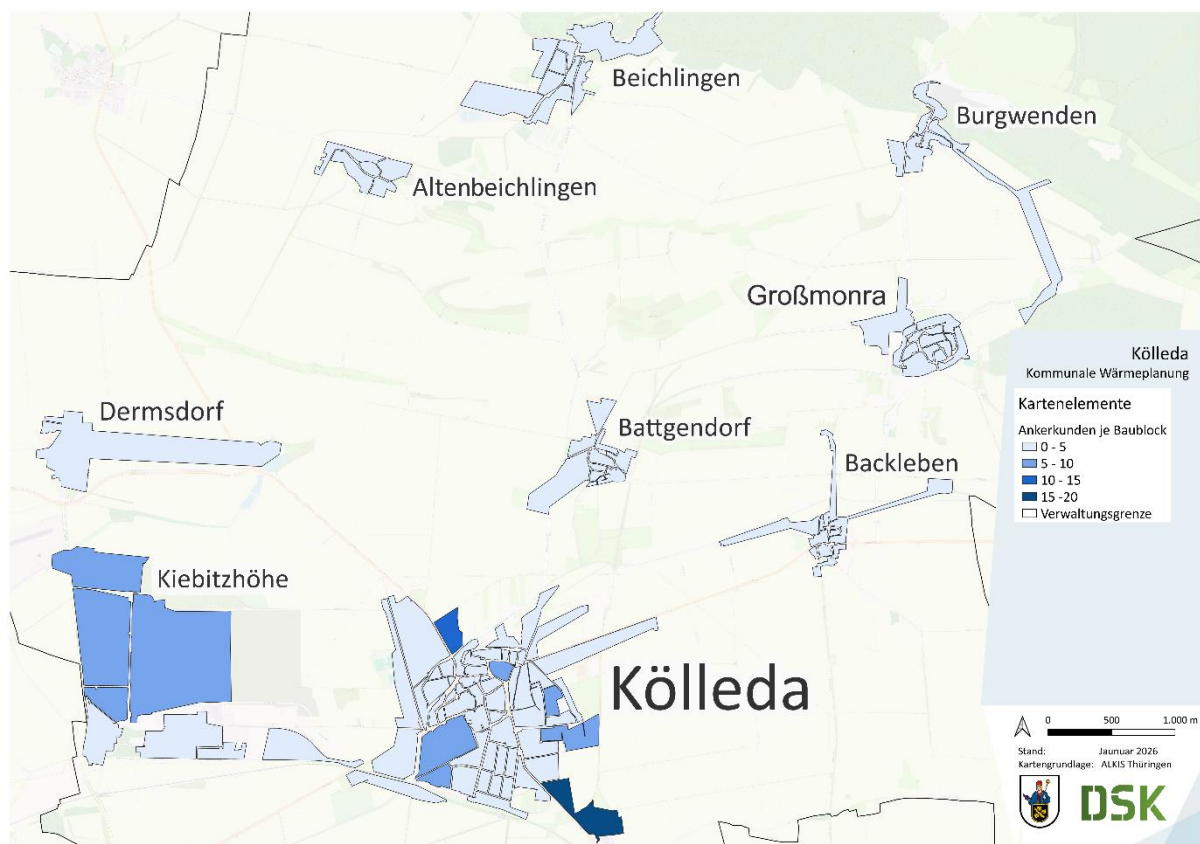 Beichlingen
Burgwenden
Altenbeichlingen
Großmonra
Kölleda
Kommunale Wärmeplanung
Kartenelemente
Ankerkunden je Baublock
0 - 5
5 - 10
10 - 15
15 -20
Verwaltungsgrenze
Dermsdorf
Battgendorf
Backleben
Kiebitzhöhe
Kölleda
0 500 1.000 m
Stand: Jaunuar 2026
Kartengrundlage: ALKIS Thüringen
DSK